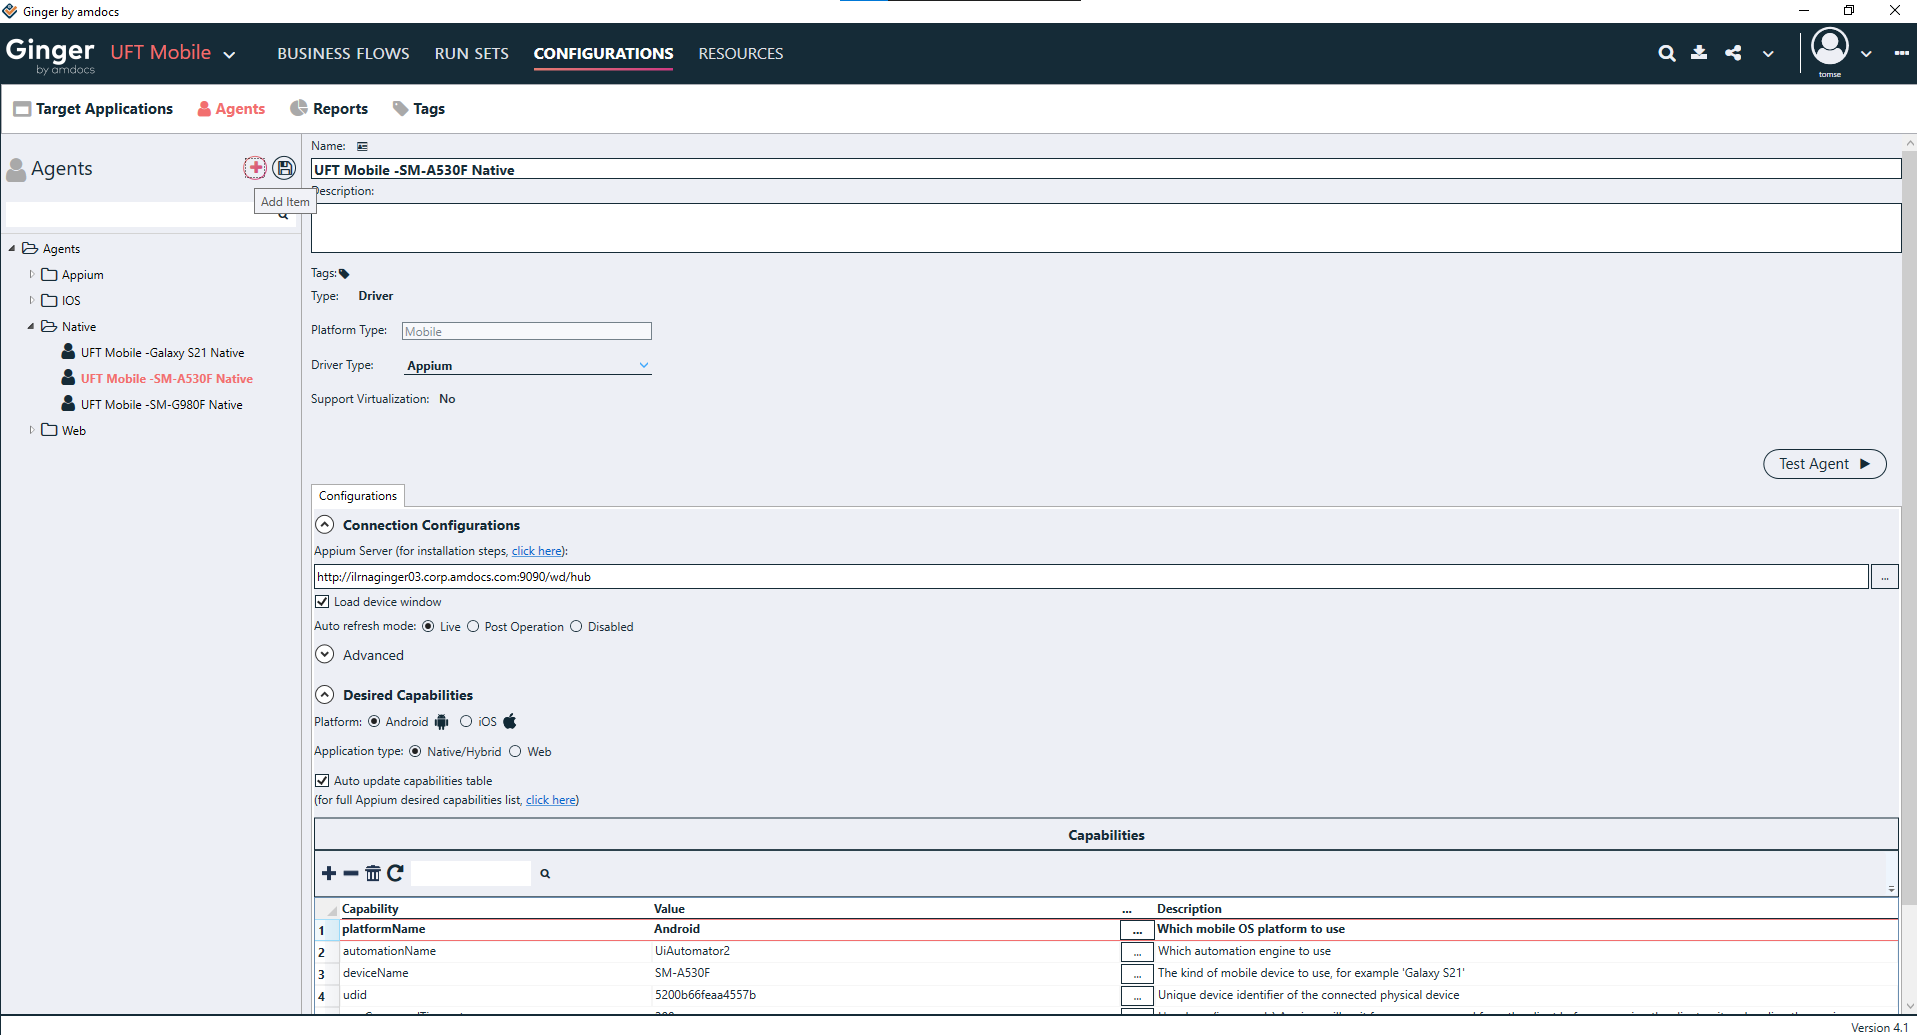 Ginger by amdocs
Ginger by amdocs UFT Mobile BUSINESS FLOWS RUN SETS CONFIGURATIONS RESOURCES tomse
Target Applications Agents Reports Tags
Agents
Add Item
Agents
Appium
IOS
Native
UFT Mobile -Galaxy S21 Native
UFT Mobile -SM-A530F Native
UFT Mobile -SM-G980F Native
Web
Name:
UFT Mobile -SM-A530F Native
Description:
Tags:
Type: Driver
Platform Type: Mobile
Driver Type: Appium
Support Virtualization: No
Test Agent
Configurations
Connection Configurations
Appium Server (for installation steps, click here):
http://ilrnaginger03.corp.amdocs.com:9090/wd/hub ...
Load device window
Auto refresh mode: Live Post Operation Disabled
Advanced
Desired Capabilities
Platform: Android iOS
Application type: Native/Hybrid Web
Auto update capabilities table
(for full Appium desired capabilities list, click here)
Capabilities
Capability Value ... Description
1 platformName Android ... Which mobile OS platform to use
2 automationName UiAutomator2 ... Which automation engine to use
3 deviceName SM-A530F ... The kind of mobile device to use, for example 'Galaxy S21'
4 udid 5200b66feaa4557b ... Unique device identifier of the connected physical device
Version 4.1